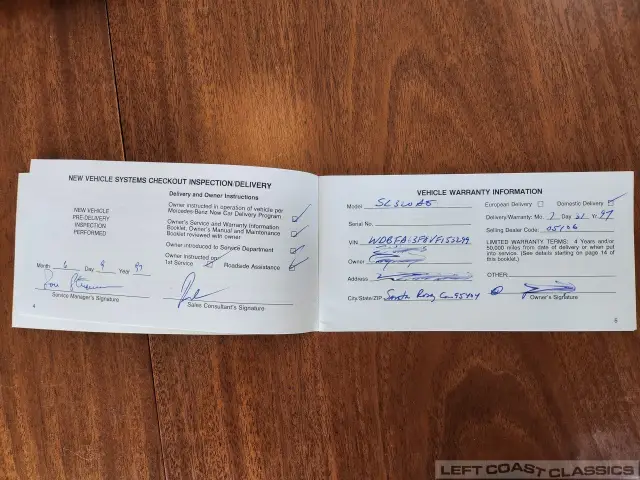 NEW VEHICLE SYSTEMS CHECKOUT INSPECTION/DELIVERY
Delivery and Owner Instructions
NEW VEHICLE
PRE-DELIVERY
INSPECTION
PERFORMED
Owner instructed in operation of vehicle per
Mercedes-Benz New Car Delivery Program
Owner's Service and Warranty Information
Booklet, Owner's Manual and Maintenance
Booklet reviewed with owner
Owner introduced to Service Department
Owner instructed on:
1st Service Roadside Assistance
Month 6 Day 9 Year 97
Service Manager's Signature
Sales Consultant's Signature
4
VEHICLE WARRANTY INFORMATION
Model SL320
Serial No.
VIN
Owner
Address
City/State/ZIP Santa Rosa Ca 95404
European Delivery Domestic Delivery
Delivery/Warranty: Mo. 7 Day 31 Yr. 97
Selling Dealer Code: 05106
LIMITED WARRANTY TERMS: 4 Years and/or
50,000 miles from date of delivery or when put
into service. (See details starting on page 14 of
this booklet.)
OTHER:
Owner's Signature
LEFT COAST CLASSICS